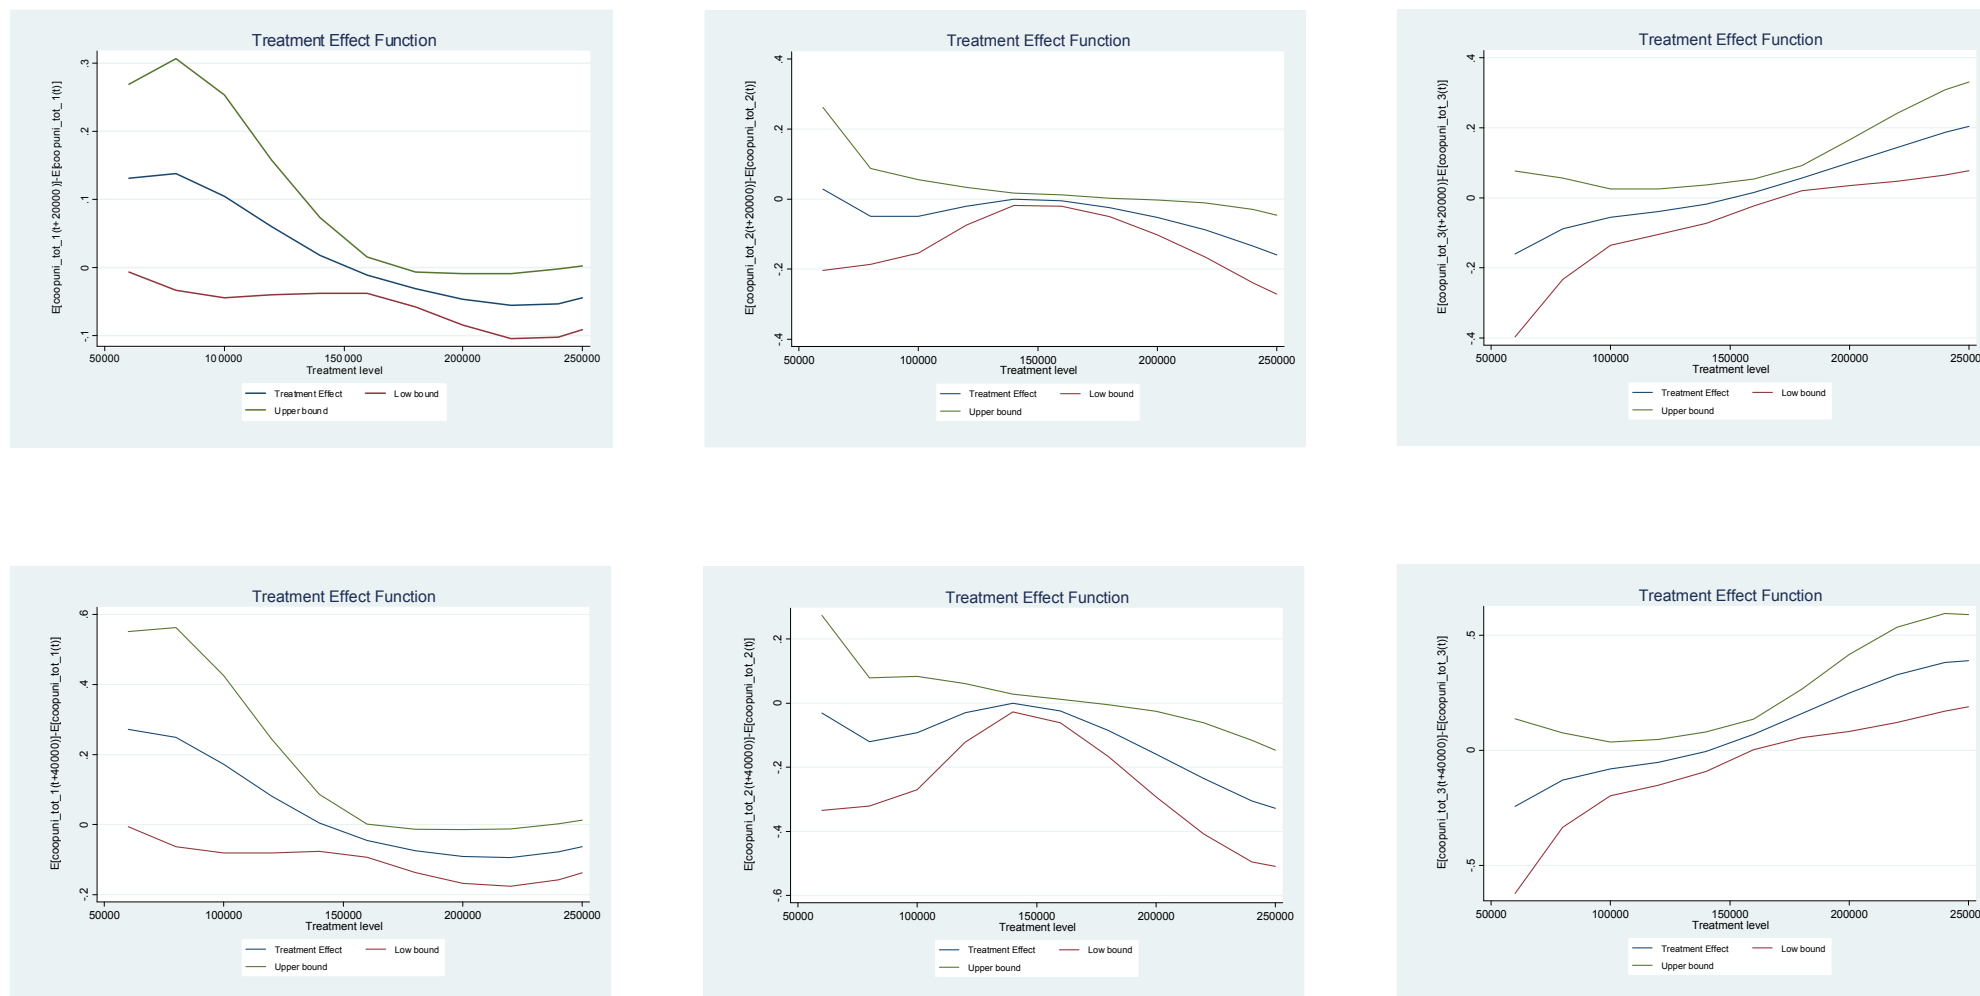 Treatment Effect Function
E[coopuni_tot_1(t+20000)]-E[coopuni_tot_1(t)]
.3
.2
.1
0
-.1
50000 100000 150000 200000 250000
Treatment level
Treatment Effect Low bound
Upper bound
Treatment Effect Function
E[coopuni_tot_2(t+20000)]-E[coopuni_tot_2(t)]
.4
.2
0
-.2
-.4
50000 100000 150000 200000 250000
Treatment level
Treatment Effect Low bound
Upper bound
Treatment Effect Function
E[coopuni_tot_3(t+20000)]-E[coopuni_tot_3(t)]
.4
.2
0
-.2
-.4
50000 100000 150000 200000 25000
Treatment level
Treatment Effect Low bound
Upper bound
Treatment Effect Function
E[coopuni_tot_1(t+40000)]-E[coopuni_tot_1(t)]
.6
.4
.2
0
-.2
50000 100000 150000 200000 250000
Treatment level
Treatment Effect Low bound
Upper bound
Treatment Effect Function
E[coopuni_tot_2(t+40000)]-E[coopuni_tot_2(t)]
.2
0
-.2
-.4
-.6
50000 100000 150000 200000 250000
Treatment level
Treatment Effect Low bound
Upper bound
Treatment Effect Function
E[coopuni_tot_3(t+40000)]-E[coopuni_tot_3(t)]
.5
0
-.5
50000 100000 150000 200000 25000
Treatment level
Treatment Effect Low bound
Upper bound